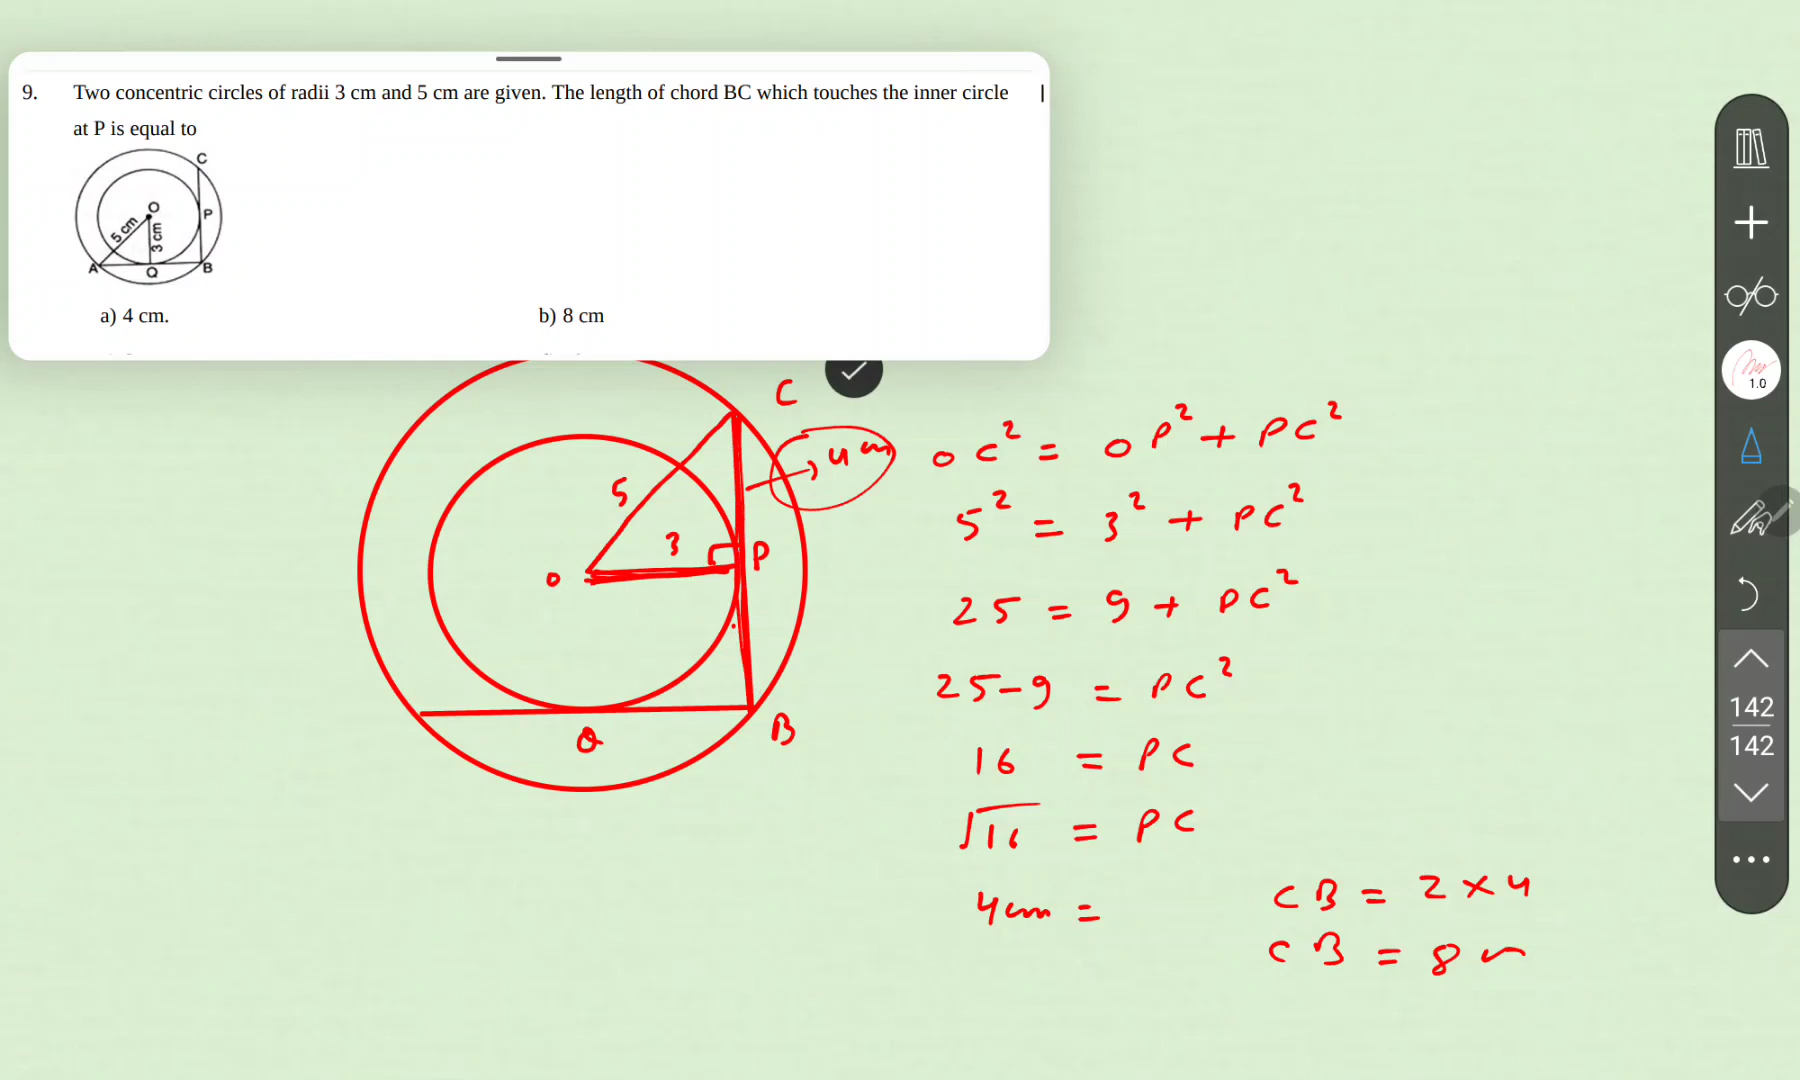 9. Two concentric circles of radii 3 cm and 5 cm are given. The length of chord BC which touches the inner circle
at P is equal to
C
O
P
5 cm
3 cm
A
Q
B
a) 4 cm.
b) 8 cm
C
4 cm
5
3
P
O
Q
B
OC² = OP² + PC²
5² = 3² + PC²
25 = 9 + PC²
25-9 = PC²
16 = PC
√16 = PC
4cm =
CB = 2 × 4
CB = 8
1.0
142
142